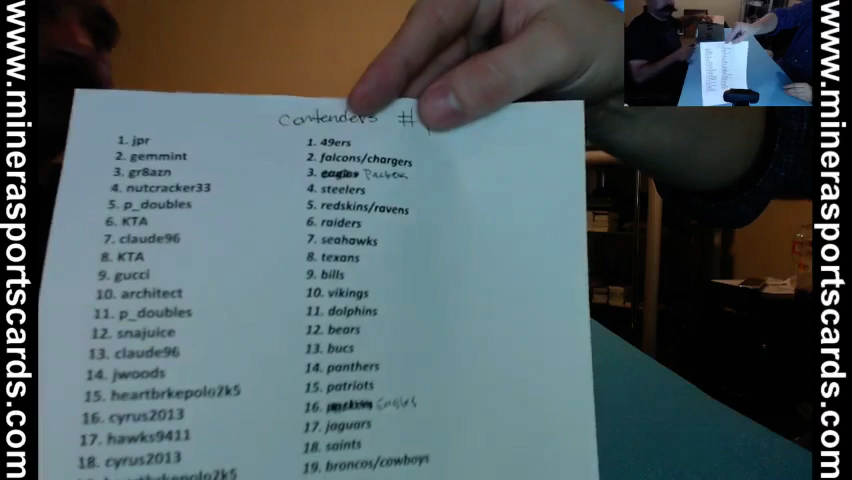 www.minerasportscards.com
Contenders #
1. jpr
2. gemmint
3. gr8azn
4. nutcracker33
5. p_doubles
6. KTA
7. claude96
8. KTA
9. gucci
10. architect
11. p_doubles
12. snajuice
13. claude96
14. jwoods
15. heartbrkepolo2k5
16. cyrus2013
17. hawks9411
18. cyrus2013
heartbrkepolo2k5
1. 49ers
2. falcons/chargers
3. eagles Packers
4. steelers
5. redskins/ravens
6. raiders
7. seahawks
8. texans
9. bills
10. vikings
11. dolphins
12. bears
13. bucs
14. panthers
15. patriots
16. Eagles
17. jaguars
18. saints
19. broncos/cowboys
www.minerasportscards.com